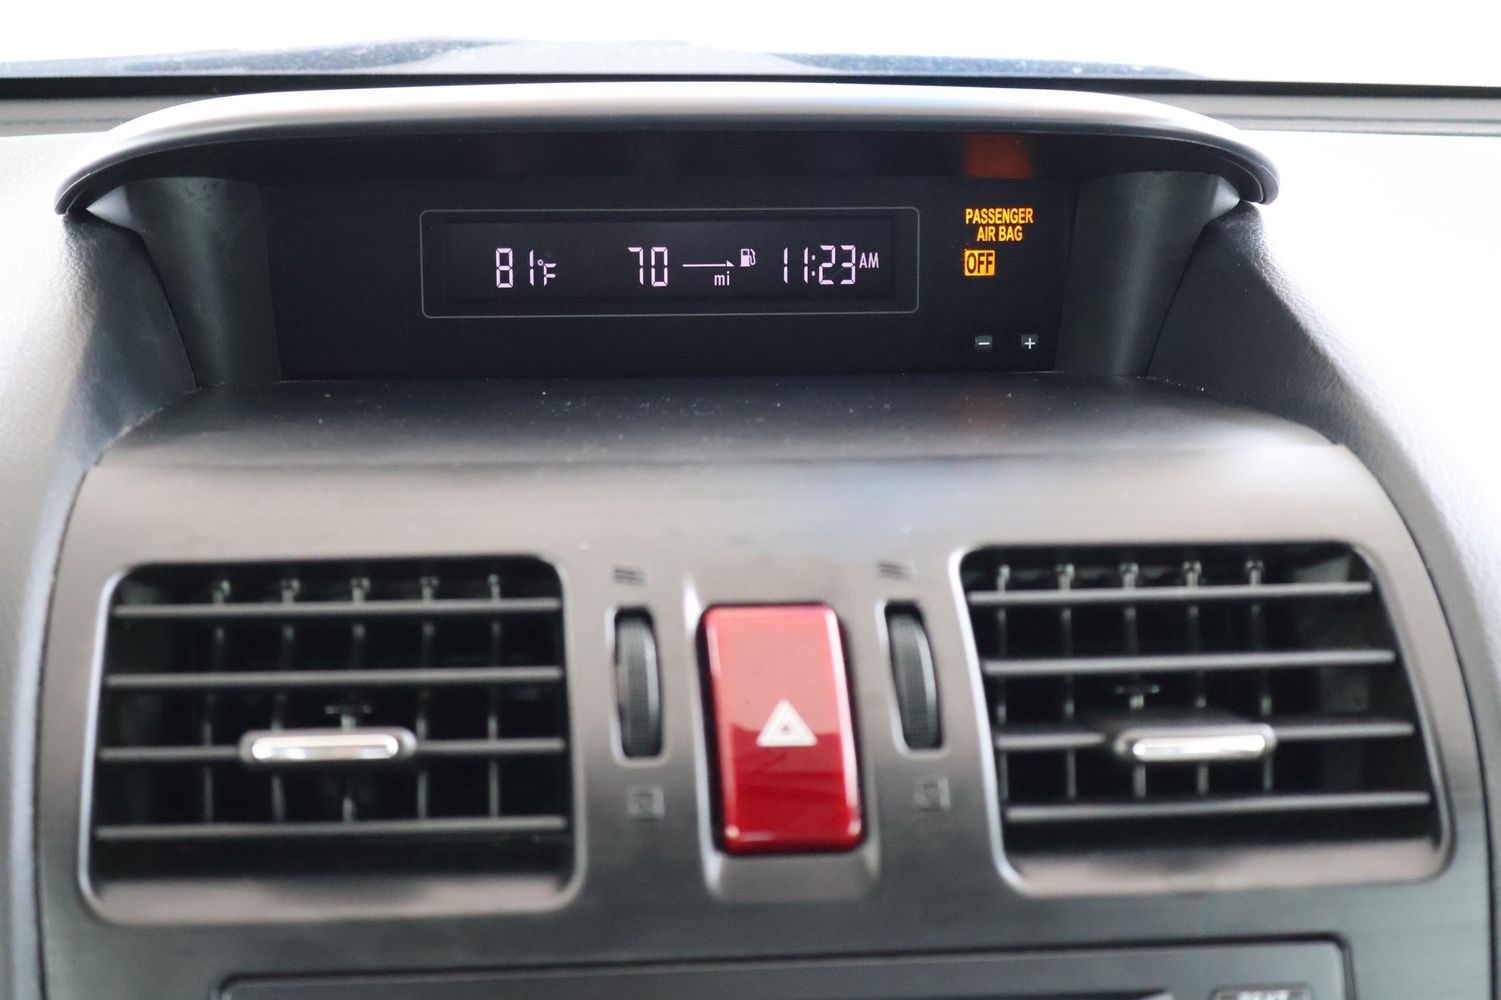 81°F 70 mi 11:23 AM
PASSENGER
AIR BAG
OFF
- +